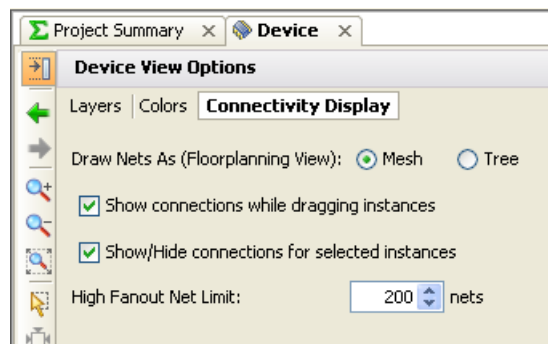 Project Summary × Device ×
Device View Options
Layers Colors Connectivity Display
Draw Nets As (Floorplanning View): Mesh Tree
Show connections while dragging instances
Show/Hide connections for selected instances
High Fanout Net Limit: 200 nets